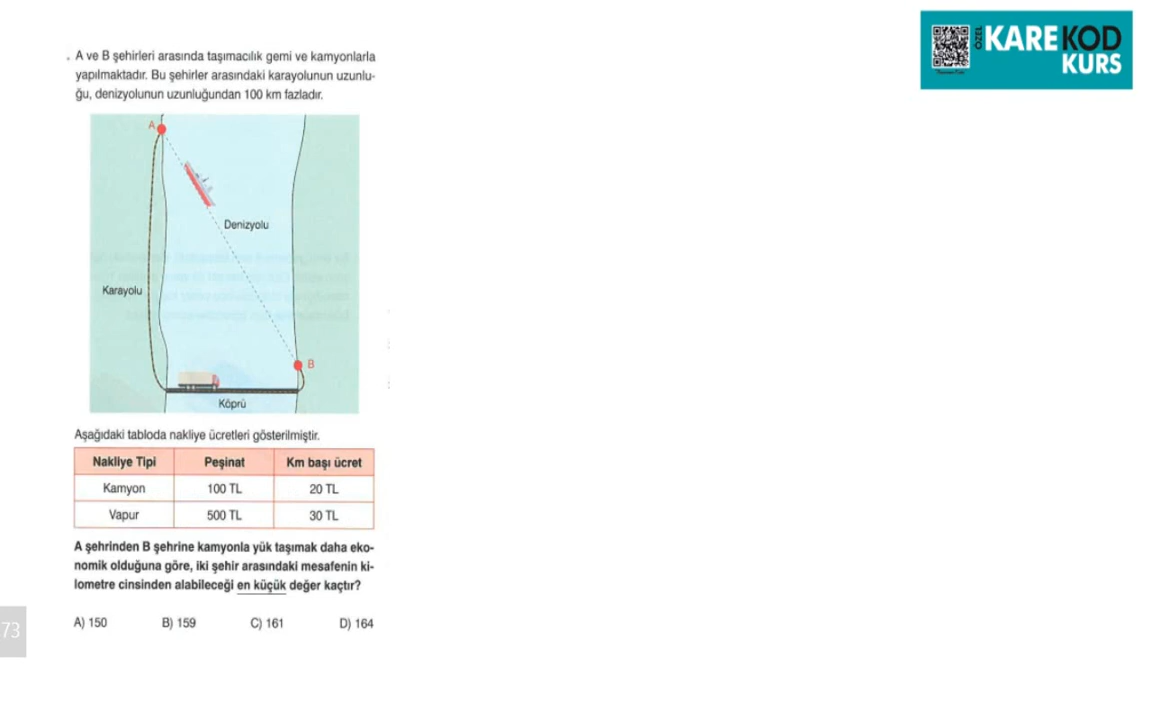 ÖZEL
KAREKOD
KURS
. A ve B şehirleri arasında taşımacılık gemi ve kamyonlarla
yapılmaktadır. Bu şehirler arasındaki karayolunun uzunlu-
ğu, denizyolunun uzunluğundan 100 km fazladır.
A
Denizyolu
Karayolu
B
Köprü
Aşağıdaki tabloda nakliye ücretleri gösterilmiştir.
Nakliye Tipi Peşinat Km başı ücret
Kamyon 100 TL 20 TL
Vapur 500 TL 30 TL
A şehrinden B şehrine kamyonla yük taşımak daha eko-
nomik olduğuna göre, iki şehir arasındaki mesafenin ki-
lometre cinsinden alabileceği en küçük değer kaçtır?
A) 150 B) 159 C) 161 D) 164
73